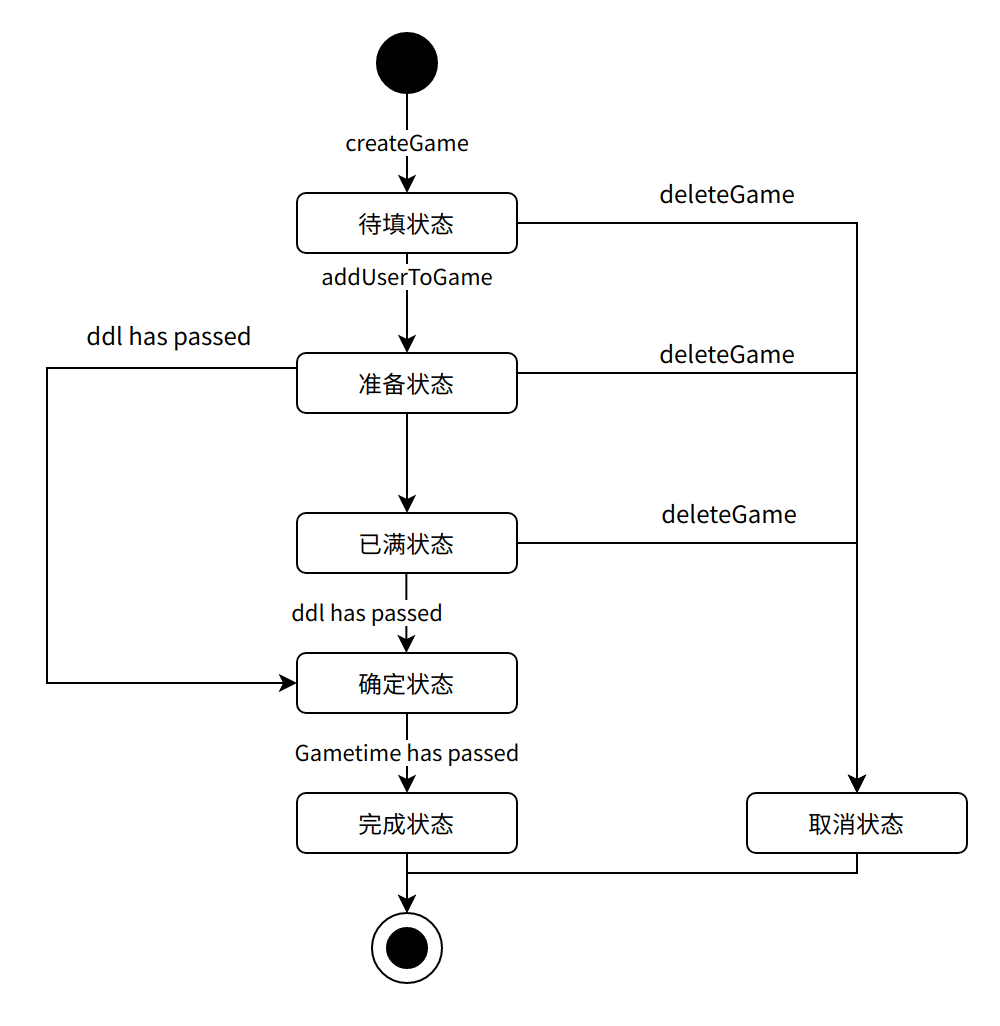 createGame
待填状态
deleteGame
addUserToGame
ddl has passed
准备状态
deleteGame
已满状态
deleteGame
ddl has passed
确定状态
Gametime has passed
完成状态
取消状态